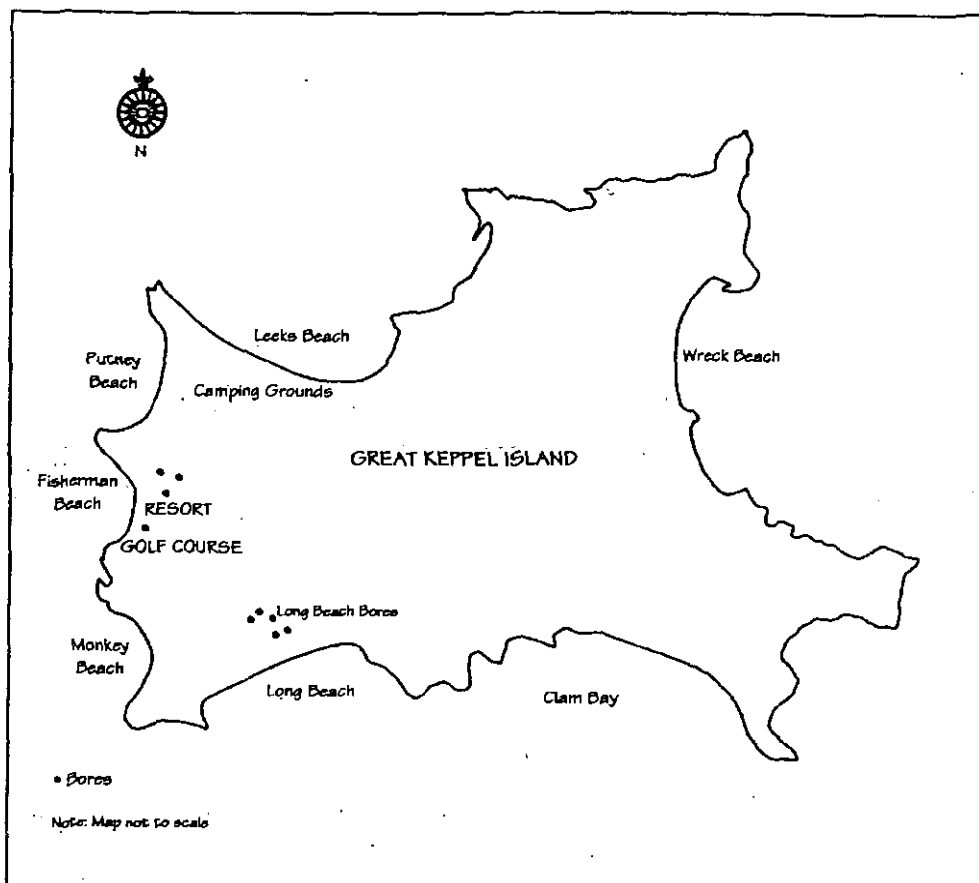 N
Leeks Beach
Putney
Beach
Wreck Beach
Camping Grounds
GREAT KEPPEL ISLAND
Fisherman
Beach
RESORT
GOLF COURSE
Long Beach Bores
Monkey
Beach
Long Beach
Clam Bay
Bores
Note: Map not to scale